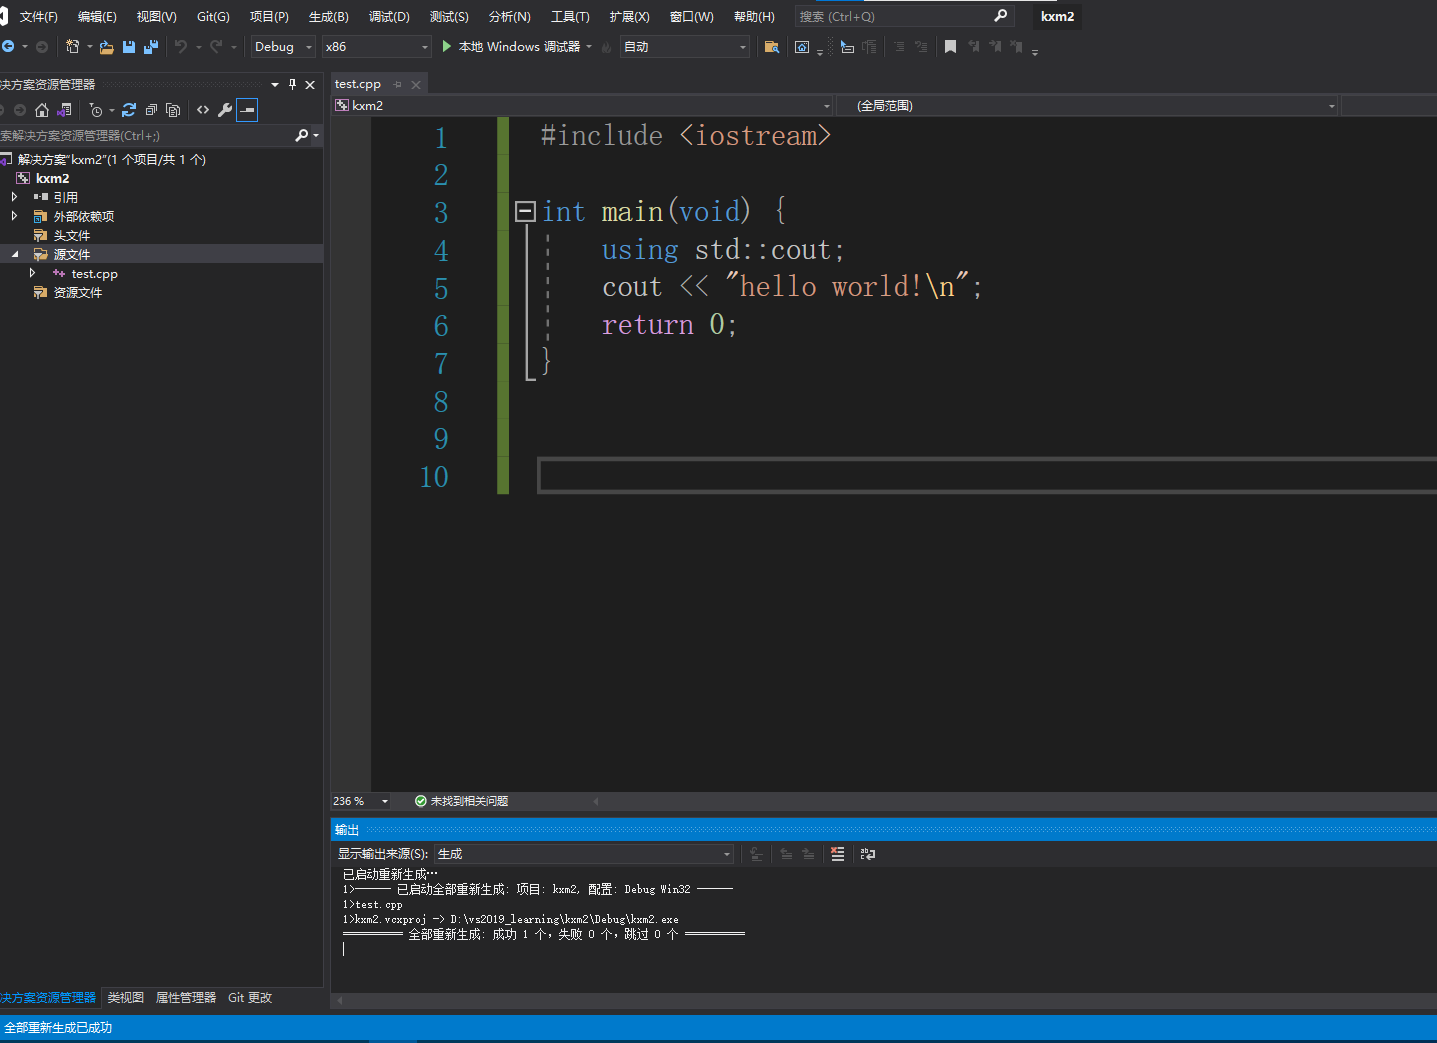 文件(F) 编辑(E) 视图(V) Git(G) 项目(P) 生成(B) 调试(D) 测试(S) 分析(N) 工具(T) 扩展(X) 窗口(W) 帮助(H) 搜索 (Ctrl+Q) kxm2
Debug x86 本地 Windows 调试器 自动
决方案资源管理器
索解决方案资源管理器(Ctrl+;)
解决方案"kxm2"(1 个项目/共 1 个)
kxm2
引用
外部依赖项
头文件
源文件
test.cpp
资源文件
决方案资源管理器 类视图 属性管理器 Git 更改
test.cpp
kxm2 (全局范围)
1 #include <iostream>
2
3 int main(void) {
4 using std::cout;
5 cout << "hello world!\n";
6 return 0;
7 }
8
9
10
236 % 未找到相关问题
输出
显示输出来源(S): 生成
已启动重新生成…
1>------ 已启动全部重新生成: 项目: kxm2, 配置: Debug Win32 ------
1>test.cpp
1>kxm2.vcxproj -> D:\vs2019_learning\kxm2\Debug\kxm2.exe
========== 全部重新生成: 成功 1 个，失败 0 个，跳过 0 个 ==========
全部重新生成已成功